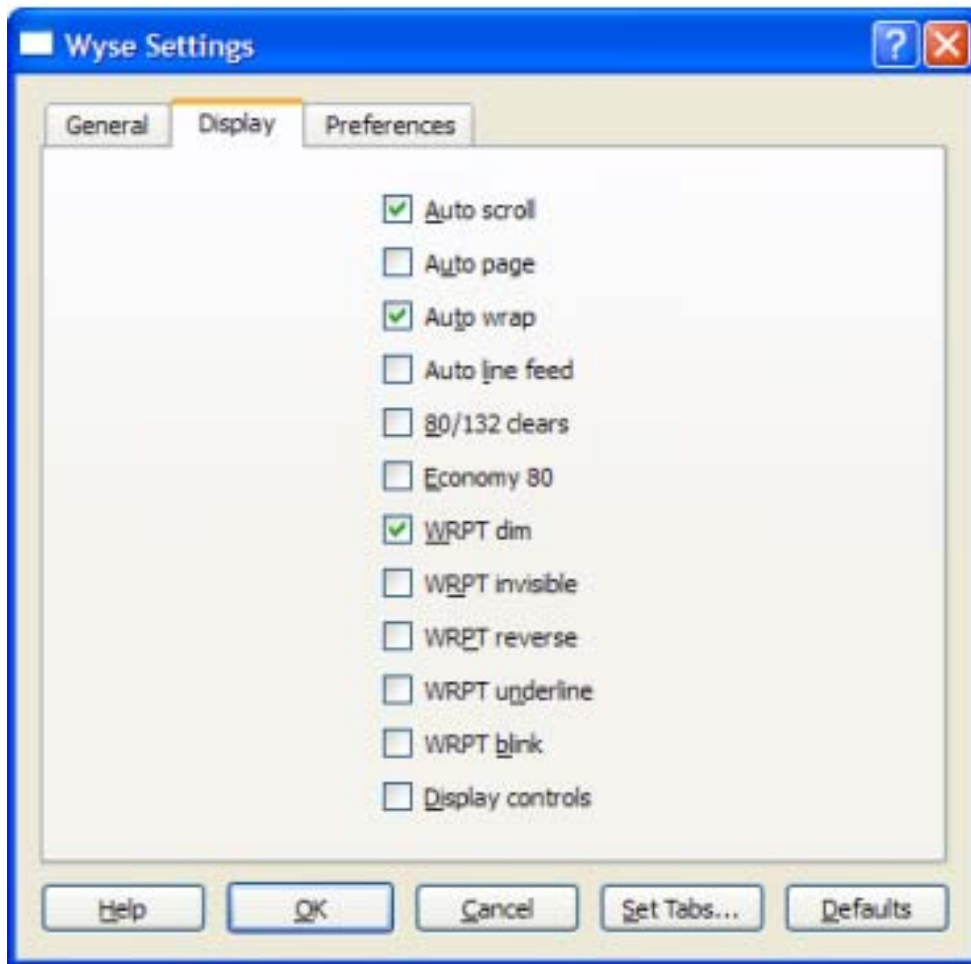 Wyse Settings
General Display Preferences
Auto scroll
Auto page
Auto wrap
Auto line feed
80/132 clears
Economy 80
WRPT dim
WRPT invisible
WRPT reverse
WRPT underline
WRPT blink
Display controls
Help OK Cancel Set Tabs... Defaults